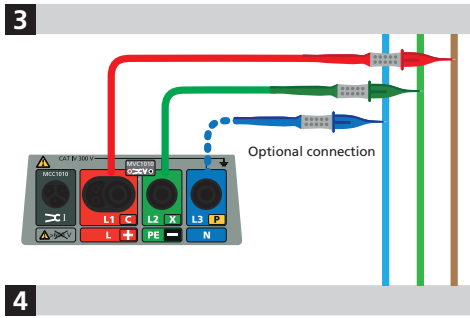 3
Optional connection
CAT IV 300 V
MCC1010
MVC1010
V
I
L1 C
L2 X
L3 P
V
L +
PE −
N
4